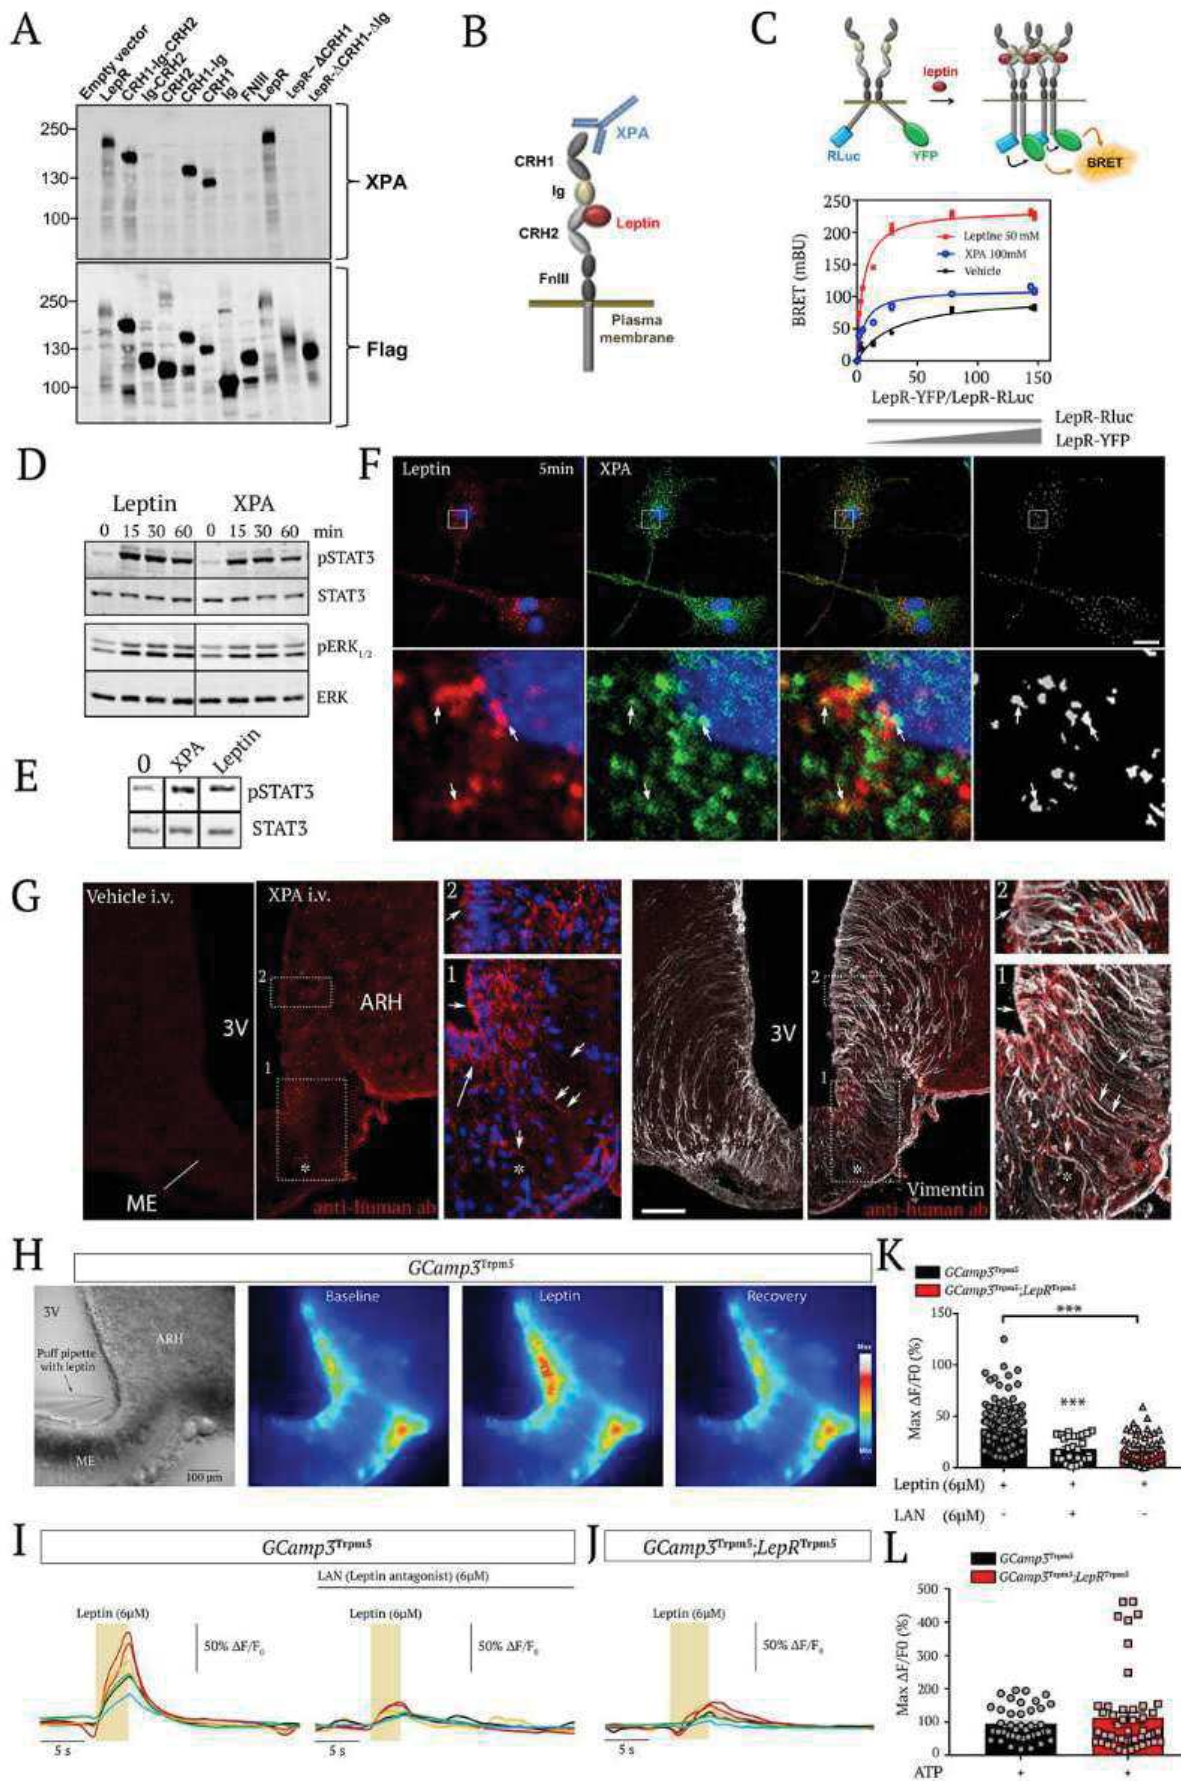 A
Empty vector
LepR
CRH1-Ig-CRH2
Ig-CRH2
CRH2
CRH1-Ig
CRH1
Ig
FNIII
LepR
LepR-ΔCRH1
LepR-ΔCRH1-ΔIg
250
130
100
XPA
250
130
100
Flag
B
XPA
CRH1
Ig
Leptin
CRH2
FnIII
Plasma
membrane
C
leptin
RLuc
YFP
BRET
BRET (mBU)
250
200
150
100
50
0
Leptine 50 mM
XPA 100mM
Vehicle
0 50 100 150
LepR-YFP/LepR-RLuc
LepR-Rluc
LepR-YFP
D
Leptin XPA
0 15 30 60 0 15 30 60 min
pSTAT3
STAT3
pERK1/2
ERK
E
0 XPA Leptin
pSTAT3
STAT3
F
Leptin 5min XPA
G
Vehicle i.v.
3V
ME
XPA i.v.
2
ARH
1
*
anti-human ab
2
1
*
3V
2
*
1
*
Vimentin
anti-human ab
2
1
*
H
GCamp3Trpm5
3V
ARH
Puff pipette
with leptin
ME
100 µm
Baseline
Leptin
Recovery
Max
Min
K
GCamp3Trpm5
GCamp3Trpm5;LepRTrpm5
Max ΔF/F0 (%)
150
100
50
0
***
***
Leptin (6µM) + + +
LAN (6µM) - + -
I
GCamp3Trpm5
LAN (Leptin antagonist) (6µM)
Leptin (6µM)
50% ΔF/F0
5 s
Leptin (6µM)
50% ΔF/F0
5 s
J
GCamp3Trpm5;LepRTrpm5
Leptin (6µM)
50% ΔF/F0
5 s
L
GCamp3Trpm5
GCamp3Trpm5;LepRTrpm5
Max ΔF/F0 (%)
500
400
300
200
100
0
ATP + +